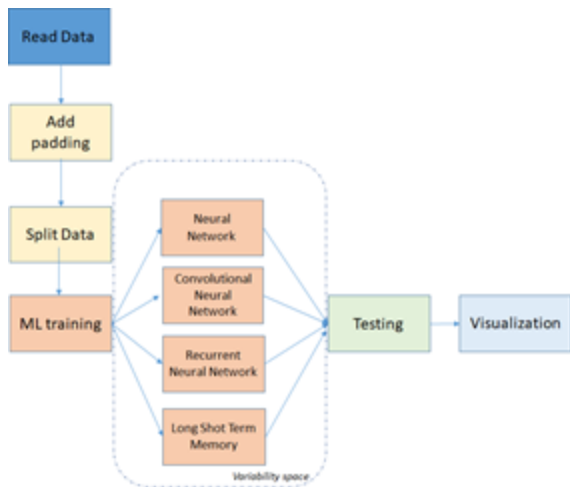 Read Data
Add
padding
Split Data
ML training
Neural
Network
Convolutional
Neural
Network
Recurrent
Neural Network
Long Shot Term
Memory
Variability space
Testing
Visualization